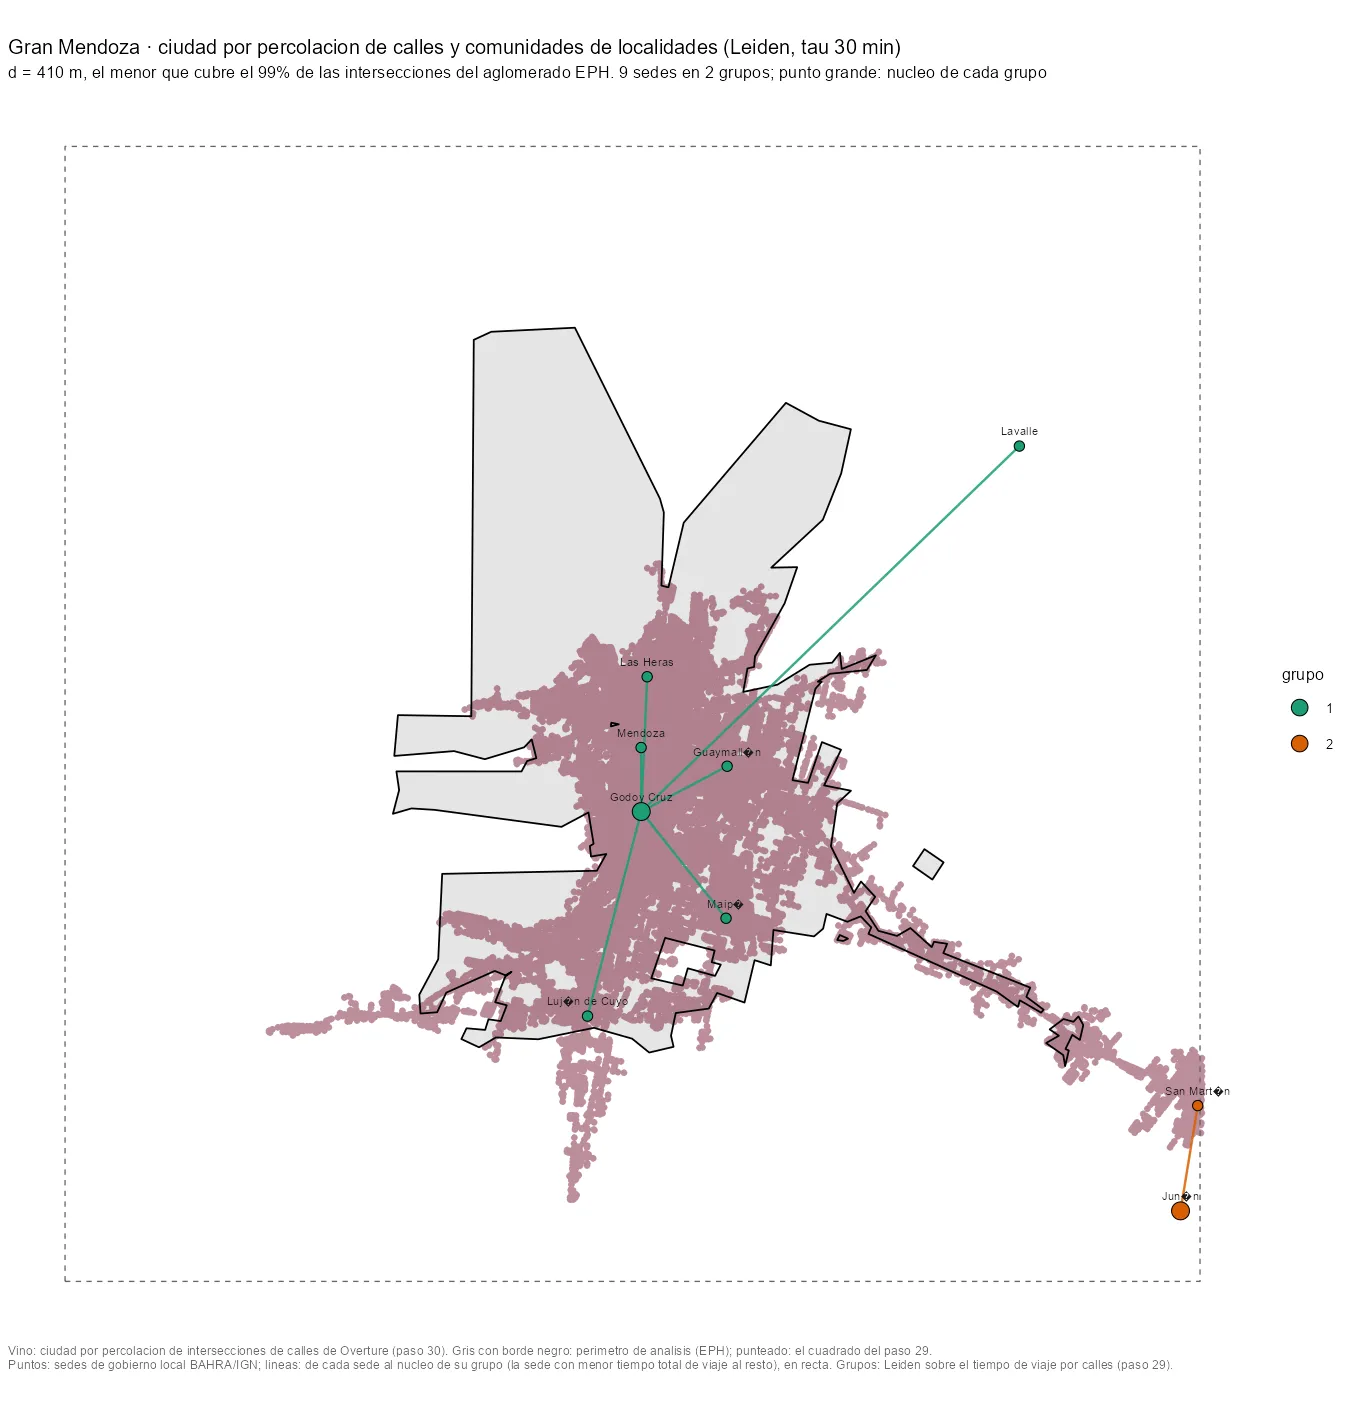 Gran Mendoza · ciudad por percolacion de calles y comunidades de localidades (Leiden, tau 30 min)
d = 410 m, el menor que cubre el 99% de las intersecciones del aglomerado EPH. 9 sedes en 2 grupos; punto grande: nucleo de cada grupo
Lavalle
Las Heras
grupo
1
Mendoza
2
Guaymall�n
Godoy Cruz
Maip�
Luj�n de Cuyo
San Mart�n
Jun�n
Vino: ciudad por percolacion de intersecciones de calles de Overture (paso 30). Gris con borde negro: perimetro de analisis (EPH); punteado: el cuadrado del paso 29.
Puntos: sedes de gobierno local BAHRA/IGN; lineas: de cada sede al nucleo de su grupo (la sede con menor tiempo total de viaje al resto), en recta. Grupos: Leiden sobre el tiempo de viaje por calles (paso 29).